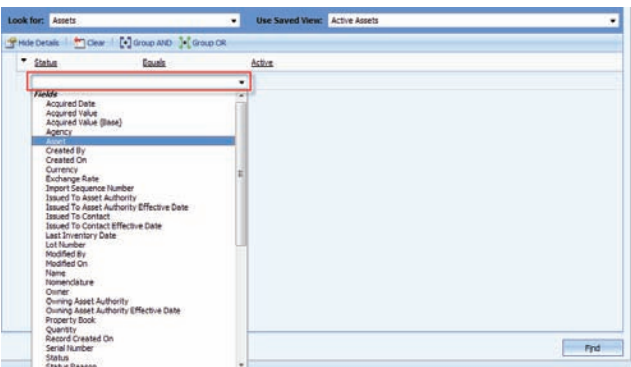 Look for: Assets Use Saved View: Active Assets
Hide Details Clear Group AND Group OR
Status Equals Active
Fields
Acquired Date
Acquired Value
Acquired Value (Base)
Agency
Asset
Created By
Created On
Currency
Exchange Rate
Import Sequence Number
Issued To Asset Authority
Issued To Asset Authority Effective Date
Issued To Contact
Issued To Contact Effective Date
Last Inventory Date
Lot Number
Modified By
Modified On
Name
Nomenclature
Owner
Owning Asset Authority
Owning Asset Authority Effective Date
Property Book
Quantity
Record Created On
Serial Number
Status
Status Reason
Find